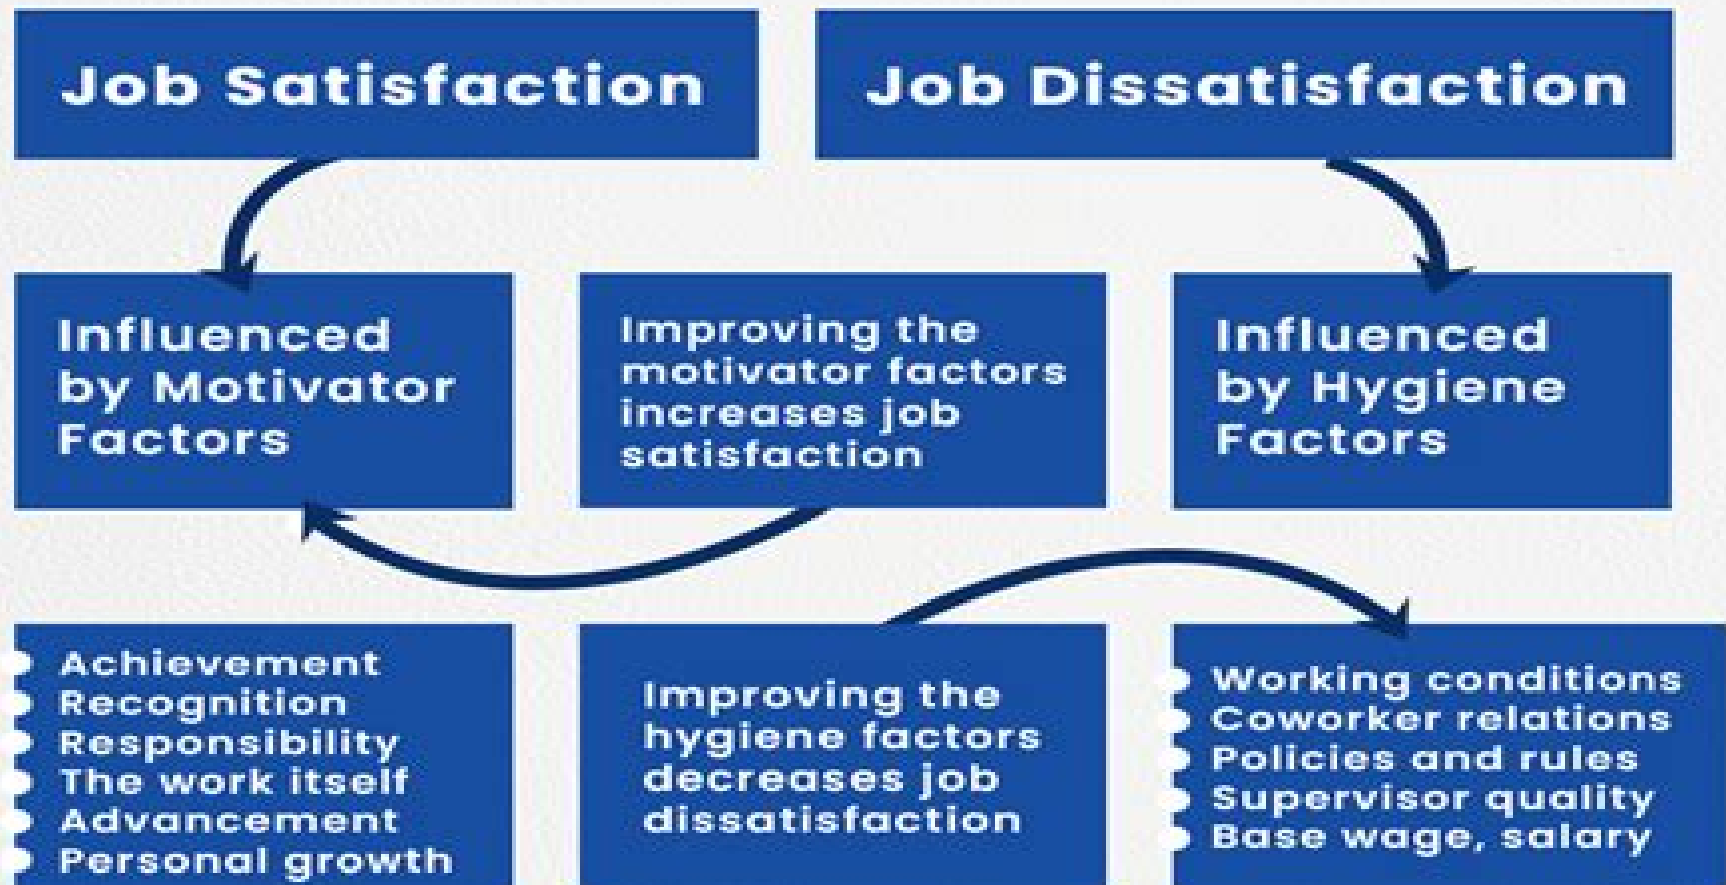 Job Satisfaction
Job Dissatisfaction
Influenced
by Motivator
Factors
Improving the
motivator factors
increases job
satisfaction
Influenced
by Hygiene
Factors
Achievement
Recognition
Responsibility
The work itself
Advancement
Personal growth
Improving the
hygiene factors
decreases job
dissatisfaction
Working conditions
Coworker relations
Policies and rules
Supervisor quality
Base wage, salary